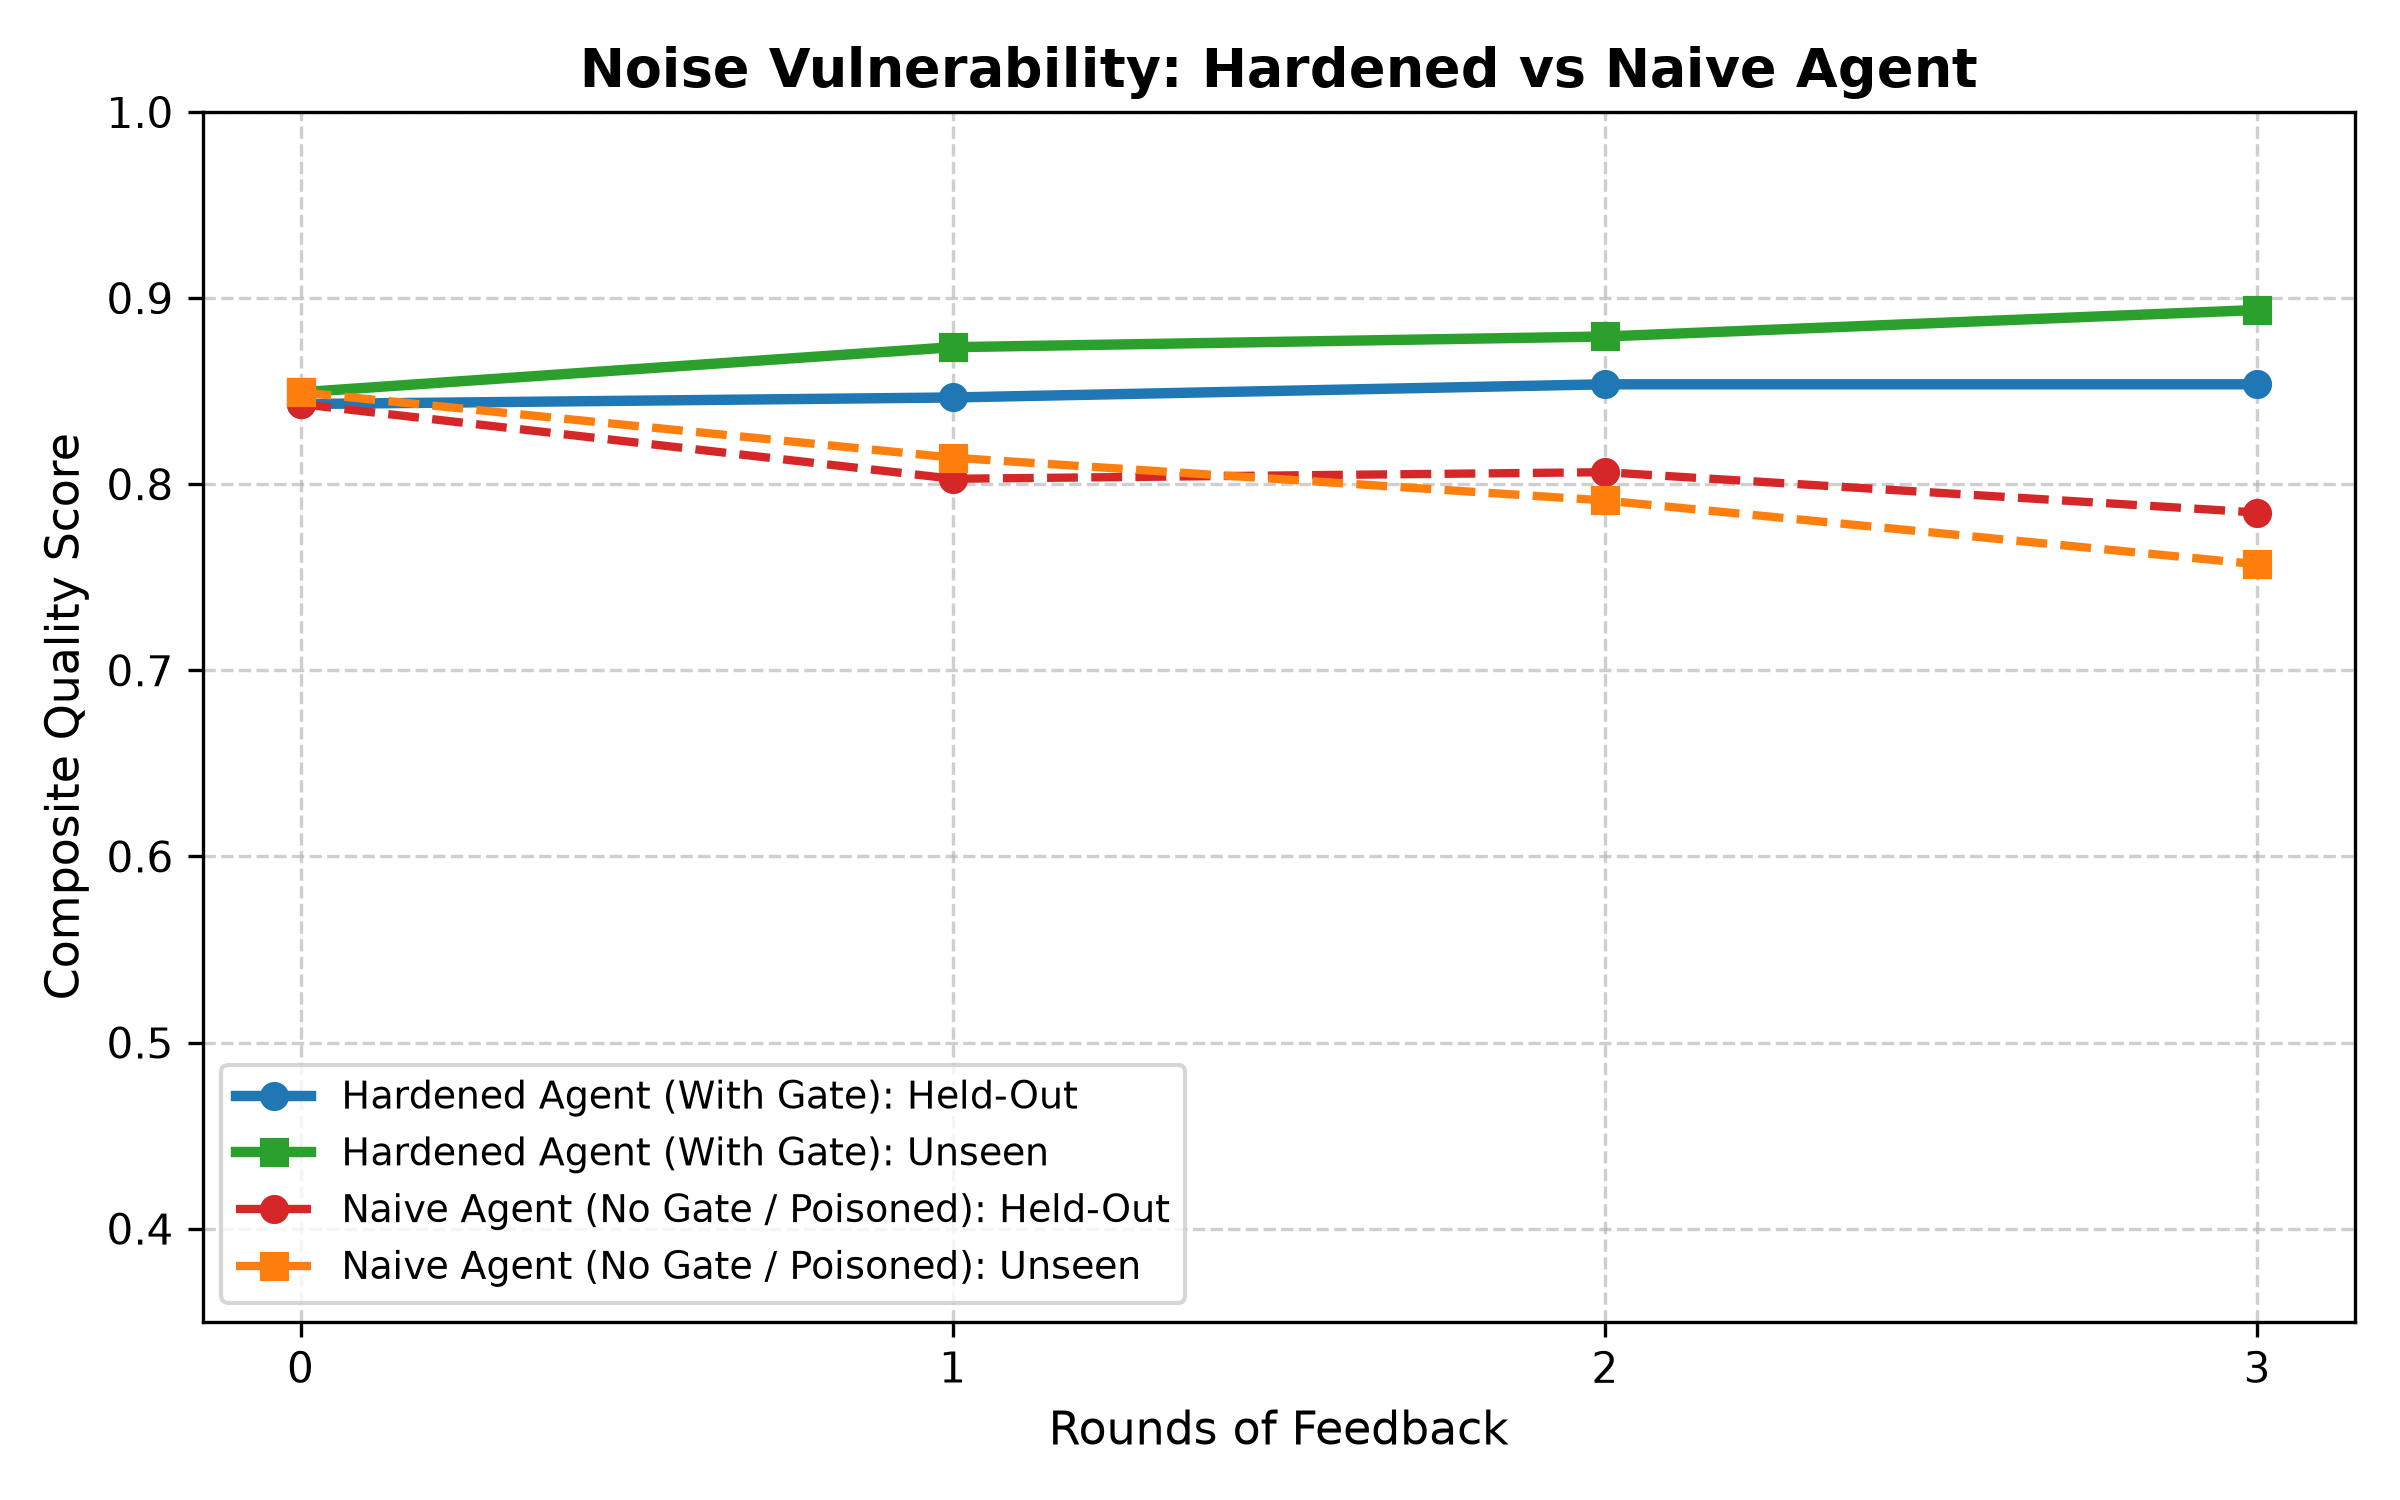 Noise Vulnerability: Hardened vs Naive Agent
1.0
0.9
0.8
0.7
0.6
0.5
0.4
Composite Quality Score
Hardened Agent (With Gate): Held-Out
Hardened Agent (With Gate): Unseen
Naive Agent (No Gate / Poisoned): Held-Out
Naive Agent (No Gate / Poisoned): Unseen
0 1 2 3
Rounds of Feedback